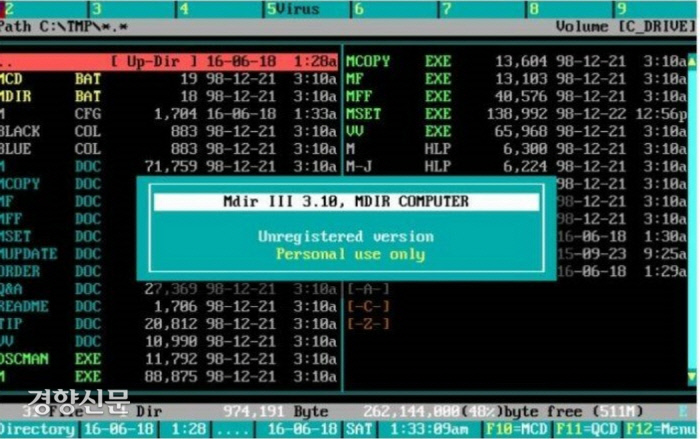 2 3 4 5Virus 6 7 8 9
Path C:\TMP\*.* Volume [C_DRIVE]
.. [ Up-Dir ] 16-06-18 1:28a MCOPY EXE 13,604 98-12-21 3:10a
MCD BAT 19 98-12-21 3:10a MF EXE 13,103 98-12-21 3:10a
MDIR BAT 18 98-12-21 3:10a MFF EXE 40,576 98-12-21 3:10a
M CFG 1,704 16-06-18 1:33a MSET EXE 138,992 98-12-22 12:56p
BLACK COL 883 98-12-21 3:10a VV EXE 65,968 98-12-21 3:10a
BLUE COL 883 98-12-21 3:10a M HLP 6,300 98-12-21 3:10a
M DOC 71,759 98-12-21 3:10a M-J HLP 6,224 98-12-21 3:10a
MCOPY DOC 98-12-21 3:10a
MF DOC 98-12-21 3:10a
MFF DOC 98-12-21 3:10a
MSET DOC 16-06-18 1:30a
MUPDATE DOC 15-09-23 9:25a
ORDER DOC 16-06-18 1:29a
Mdir III 3.10, MDIR COMPUTER
Unregistered version
Personal use only
Q&A DOC 27,369 98-12-21 3:10a [-A-]
README DOC 1,706 98-12-21 3:10a [-C-]
TIP DOC 20,812 98-12-21 3:10a [-Z-]
VV DOC 10,990 98-12-21 3:10a
DSCMAN EXE 11,792 98-12-21 3:10a
M EXE 88,875 98-12-21 3:10a
경향신문
31 File 1 Dir 974,191 Byte 262,144,000(48%)byte free (511M)
Directory 16-06-18 1:28 .... 16-06-18 SAT 1:33:09am F10=MCD F11=QCD F12=Menu